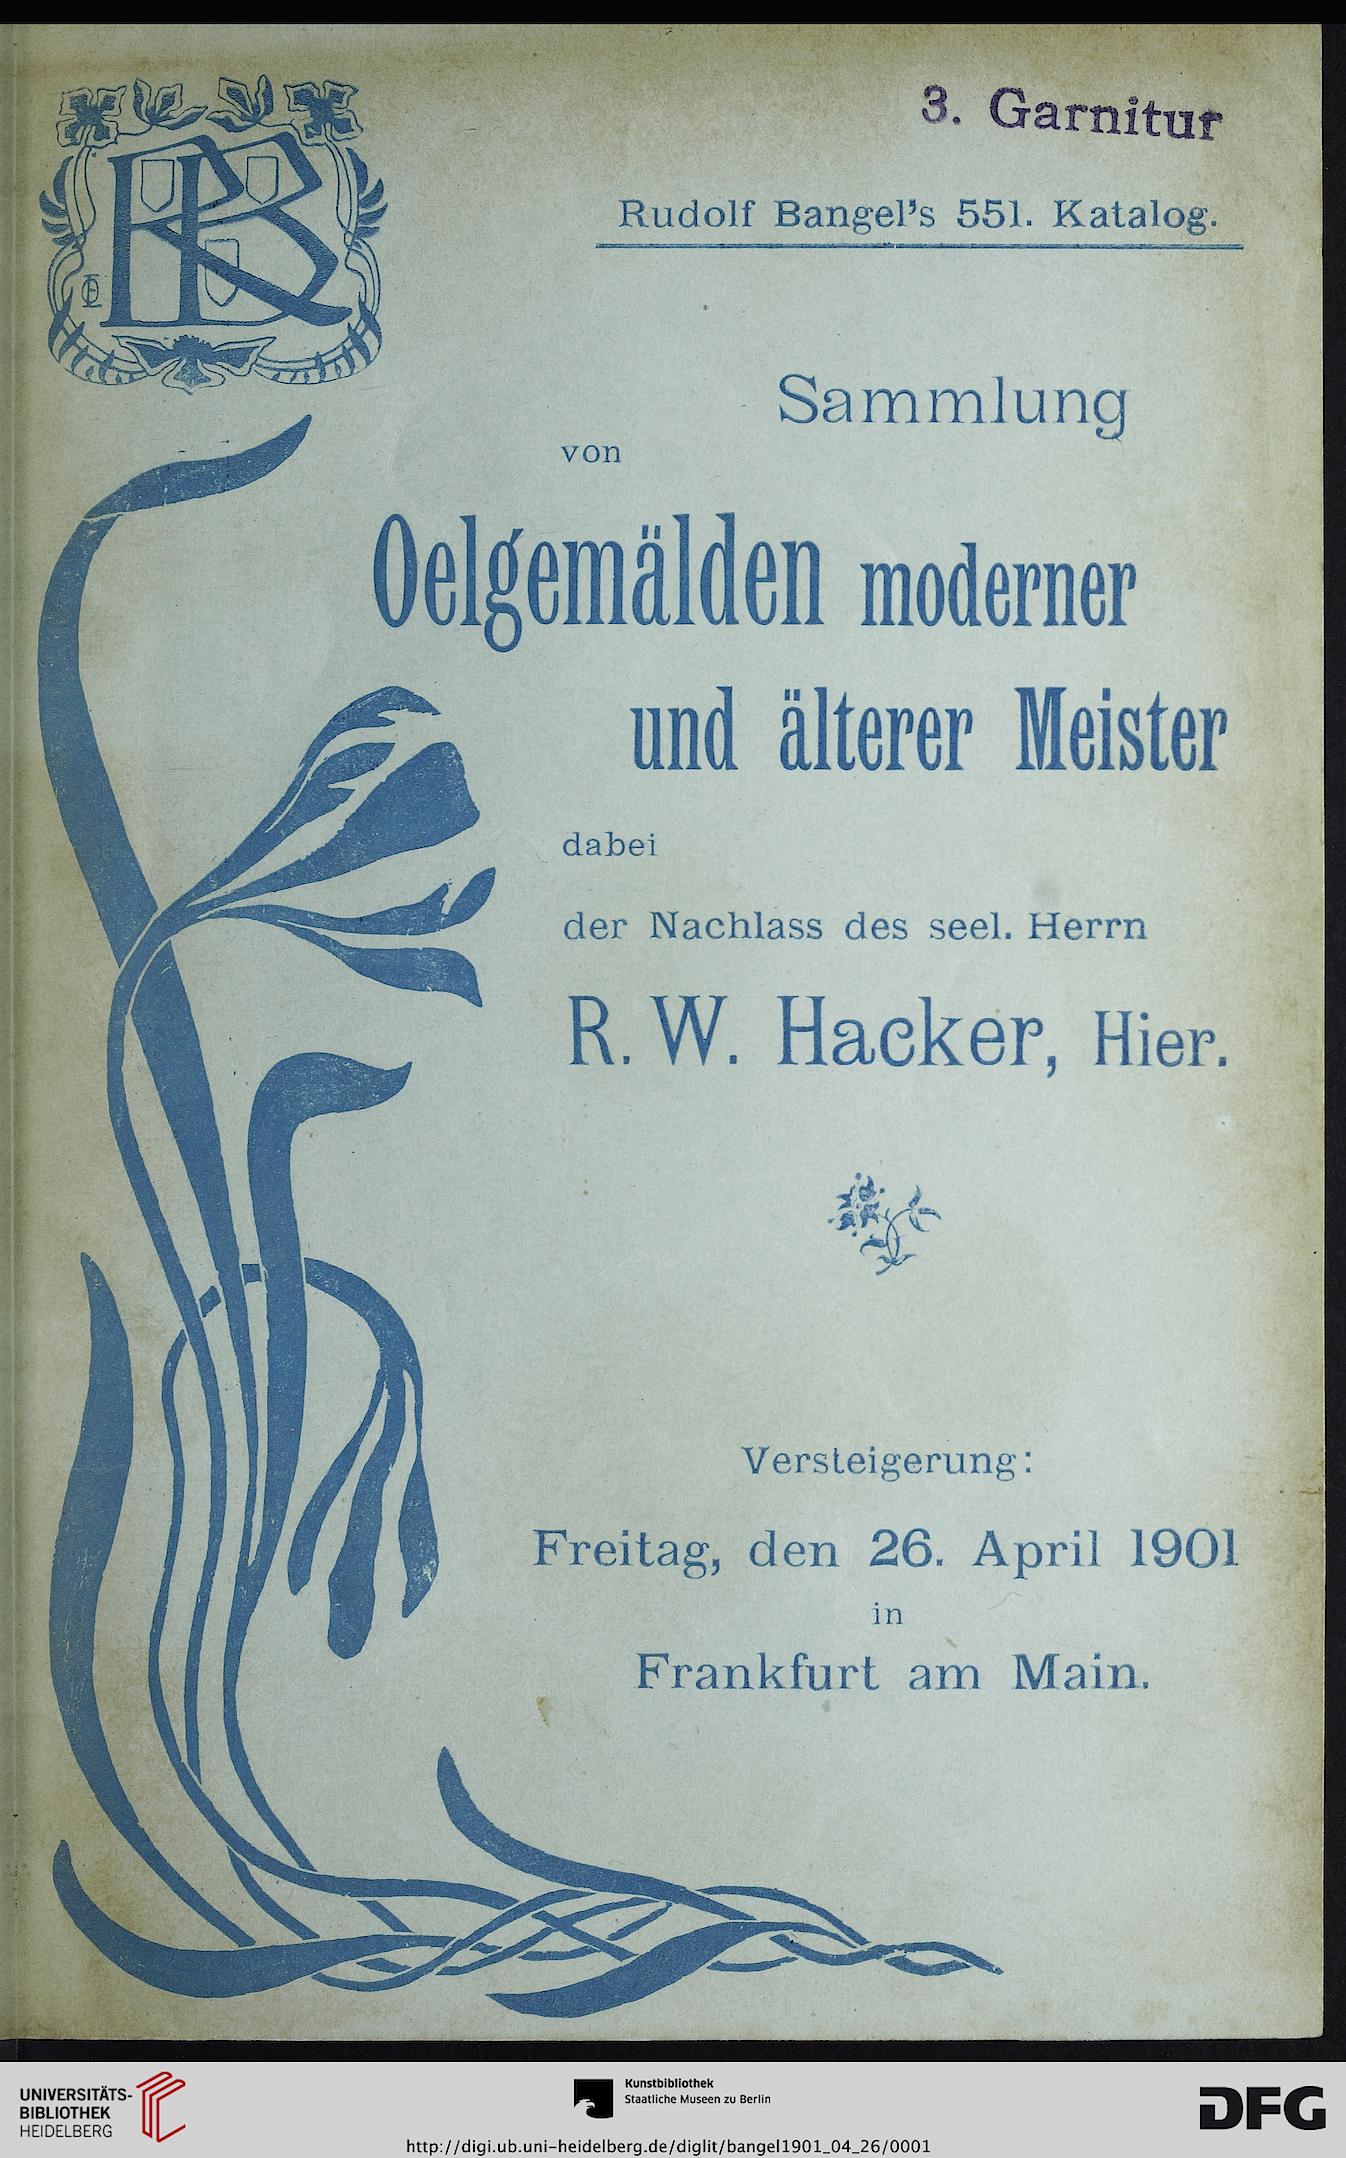 3. Garnitur
RB
Rudolf Bangel's 551. Katalog.
Sammlung
von
Oelgemälden moderner
und älterer Meister
dabei
der Nachlass des seel. Herrn
R. W. Hacker, Hier.
Versteigerung:
Freitag, den 26. April 1901
in
Frankfurt am Main.
UNIVERSITÄTS-
BIBLIOTHEK
HEIDELBERG
Kunstbibliothek
Staatliche Museen zu Berlin
http://digi.ub.uni-heidelberg.de/diglit/bangel1901_04_26/0001
DFG